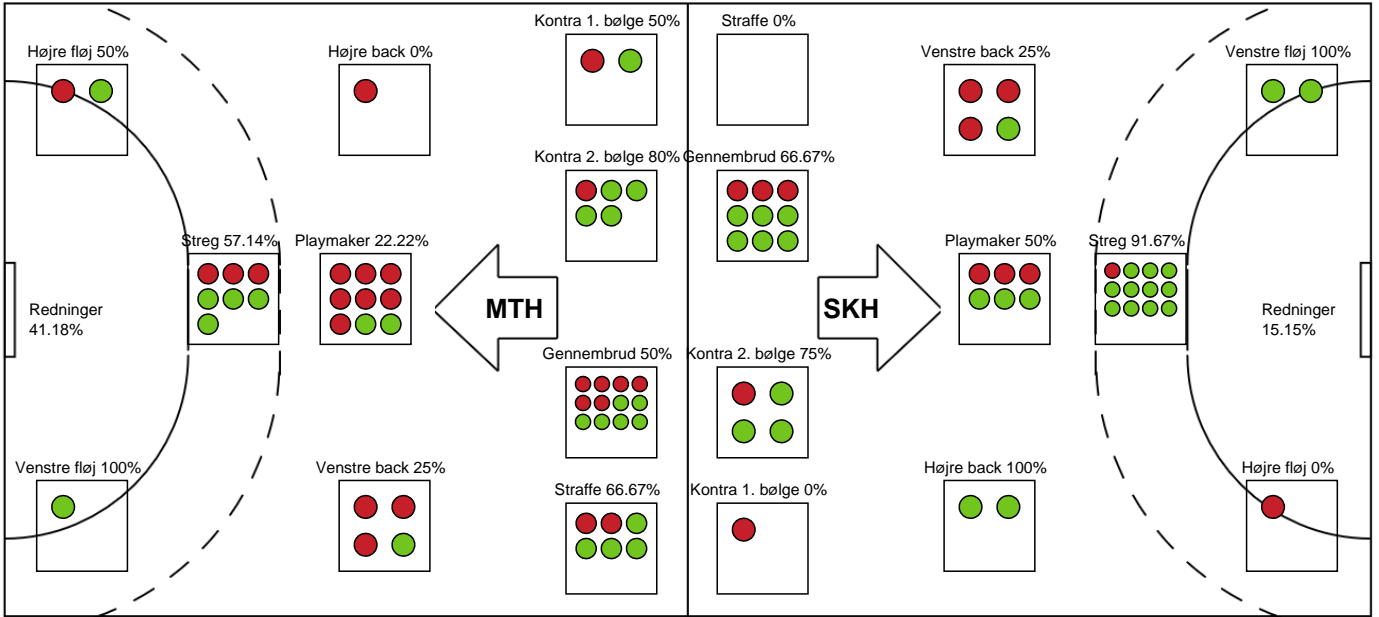 Kontra 1. bølge 50%
Straffe 0%
Højre fløj 50%
Højre back 0%
Venstre back 25%
Venstre fløj 100%
Kontra 2. bølge 80%
Gennembrud 66.67%
Streg 57.14%
Playmaker 22.22%
Playmaker 50%
Streg 91.67%
Redninger
41.18%
MTH
SKH
Redninger
15.15%
Gennembrud 50%
Kontra 2. bølge 75%
Venstre fløj 100%
Venstre back 25%
Straffe 66.67%
Kontra 1. bølge 0%
Højre back 100%
Højre fløj 0%